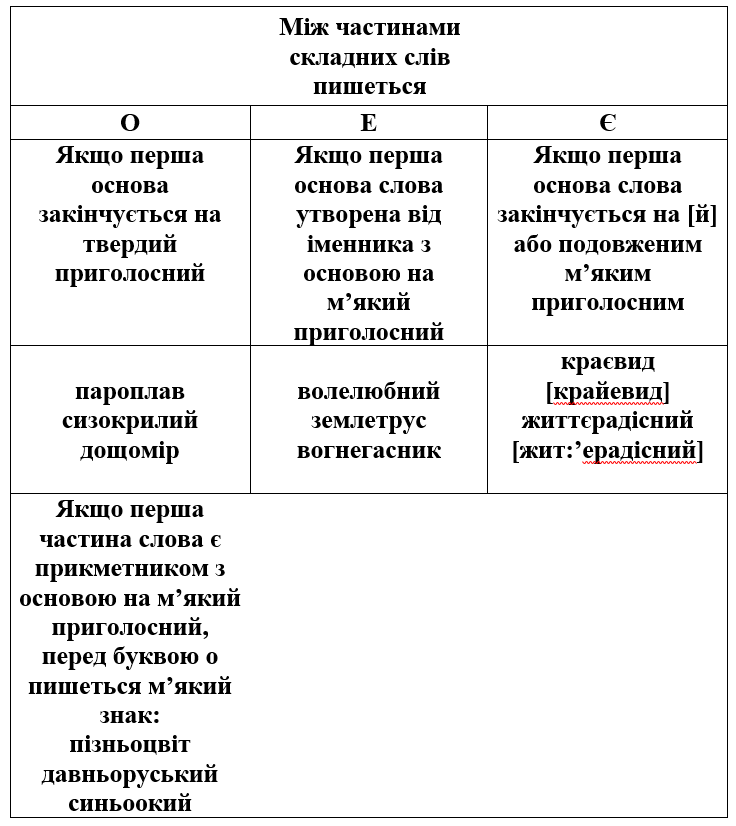 Між частинами
складних слів
пишеться
О
Е
Є
Якщо перша
основа
закінчується на
твердий
приголосний
Якщо перша
основа слова
утворена від
іменника з
основою на
м’який
приголосний
Якщо перша
основа слова
закінчується на [й]
або подовженим
м’яким
приголосним
пароплав
сизокрилий
дощомір
волелюбний
землетрус
вогнегасник
краєвид
[крайевид]
життєрадісний
[жит:’ерадісний]
Якщо перша
частина слова є
прикметником з
основою на м’який
приголосний,
перед буквою о
пишеться м’який
знак:
пізньоцвіт
давньоруський
синьоокий